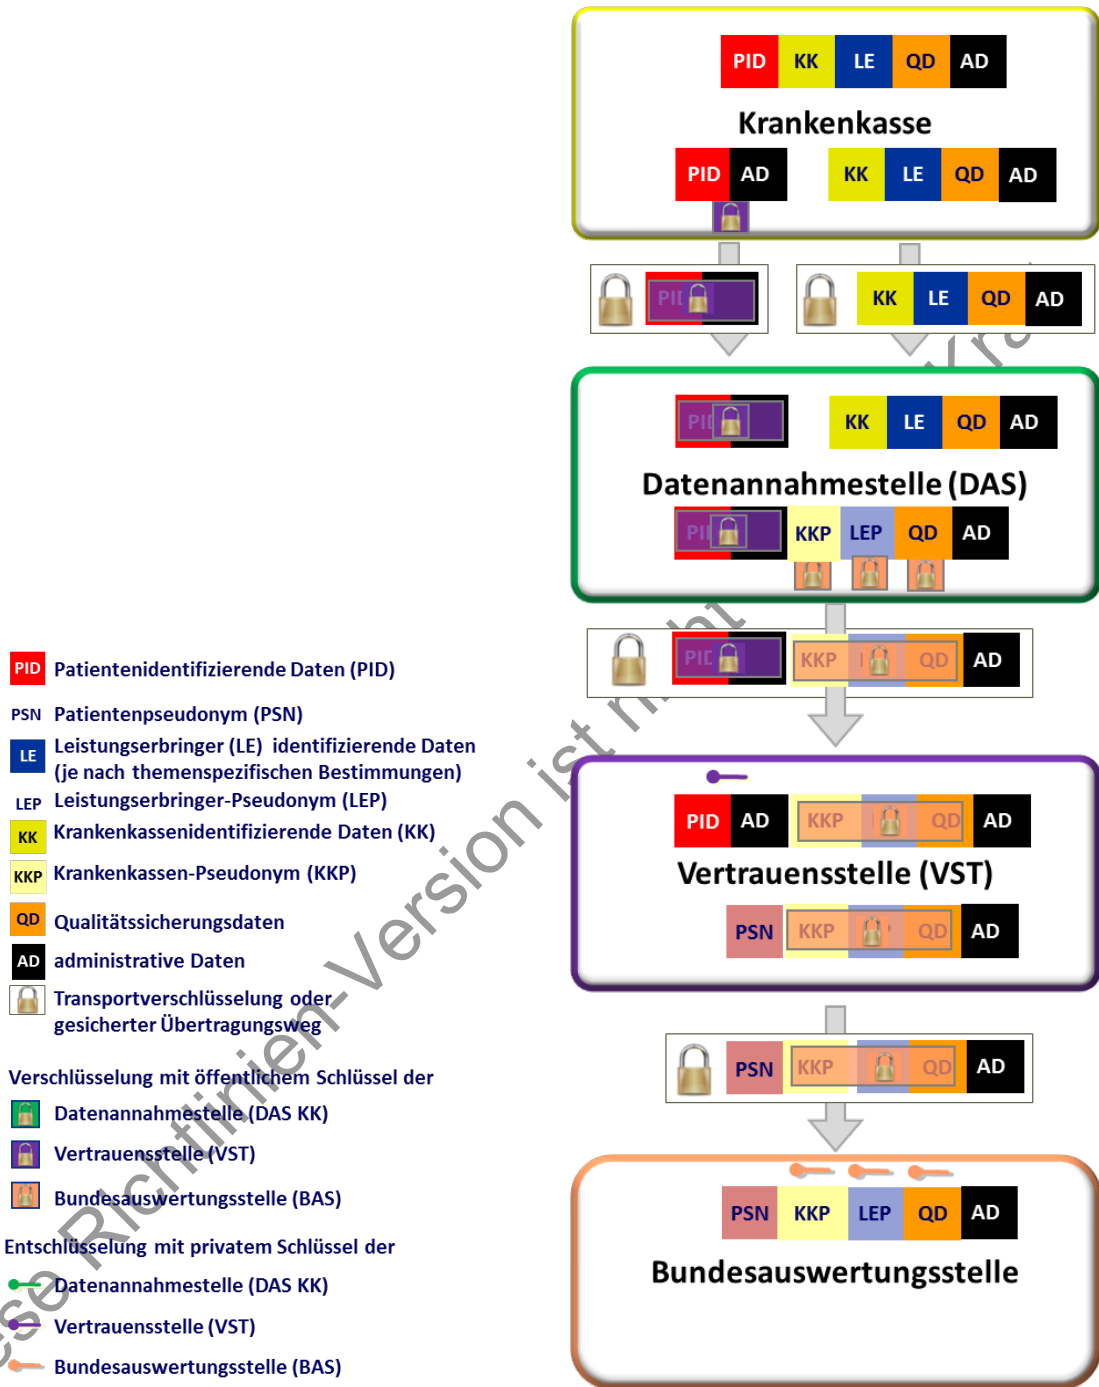 PID KK LE QD AD
Krankenkasse
PID AD KK LE QD AD
PID KK LE QD AD
PID KK LE QD AD
Datenannahmestelle (DAS)
PID KKP LEP QD AD
PID KKP QD AD
PID AD KKP QD AD
Vertrauensstelle (VST)
PSN KKP QD AD
PSN KKP QD AD
PSN KKP LEP QD AD
Bundesauswertungsstelle
PID Patientenidentifizierende Daten (PID)
PSN Patientenpseudonym (PSN)
LE Leistungserbringer (LE) identifizierende Daten
(je nach themenspezifischen Bestimmungen)
LEP Leistungserbringer-Pseudonym (LEP)
KK Krankenkassenidentifizierende Daten (KK)
KKP Krankenkassen-Pseudonym (KKP)
QD Qualitätssicherungsdaten
AD administrative Daten
Transportverschlüsselung oder
gesicherter Übertragungsweg
Verschlüsselung mit öffentlichem Schlüssel der
Datenannahmestelle (DAS KK)
Vertrauensstelle (VST)
Bundesauswertungsstelle (BAS)
Entschlüsselung mit privatem Schlüssel der
Datenannahmestelle (DAS KK)
Vertrauensstelle (VST)
Bundesauswertungsstelle (BAS)
ese Richtlinien-Version ist nicht